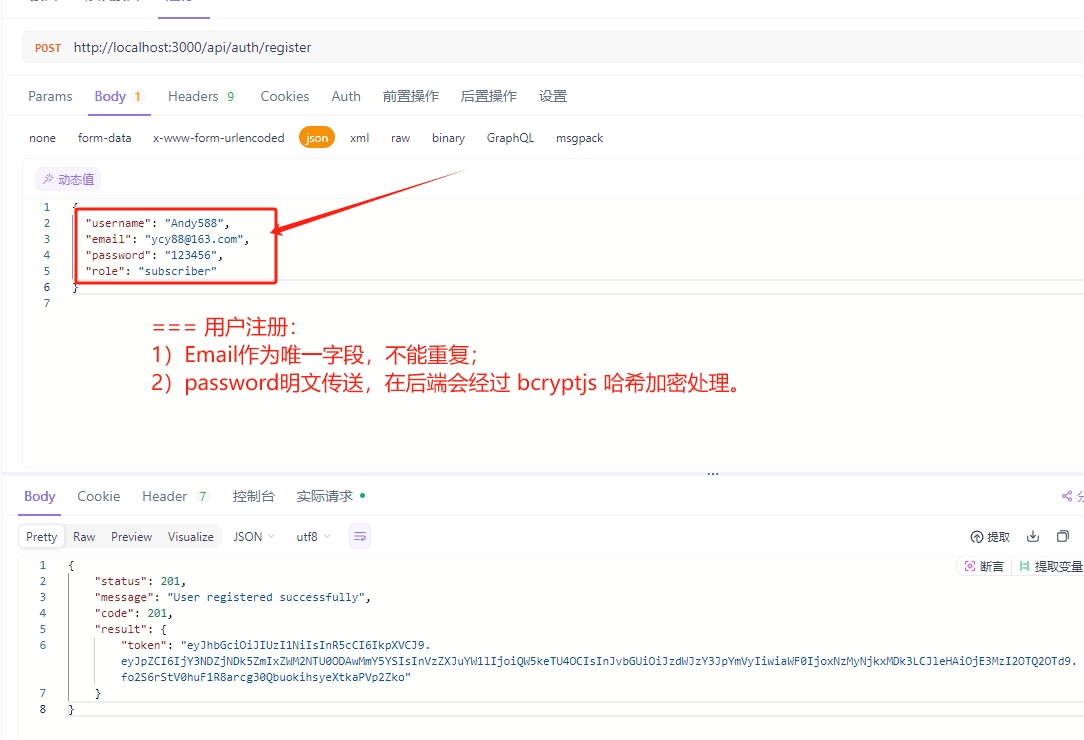 POST http://localhost:3000/api/auth/register
Params Body 1 Headers 9 Cookies Auth 前置操作 后置操作 设置
none form-data x-www-form-urlencoded json xml raw binary GraphQL msgpack
动态值
1 {
2 "username": "Andy588",
3 "email": "ycy88@163.com",
4 "password": "123456",
5 "role": "subscriber"
6 }
7
=== 用户注册：
1）Email作为唯一字段，不能重复；
2）password明文传送，在后端会经过 bcryptjs 哈希加密处理。
Body Cookie Header 7 控制台 实际请求
Pretty Raw Preview Visualize JSON utf8 提取
断言 提取变量
1 {
2 "status": 201,
3 "message": "User registered successfully",
4 "code": 201,
5 "result": {
6 "token": "eyJhbGciOiJIUzI1NiIsInR5cCI6IkpXVCJ9.
eyJpZCI6IjY3NDZjNDk5ZmIxZWM2NTU0ODAwMmY5YSIsInVzZXJuYW1lIjoiQW5keTU4OCIsInJvbGUiOiJzdWJzY3JpYmVyIiwiaWF0IjoxNzMyNjkxMDk3LCJleHAiOjE3MzI2OTQ2OTd9.
fo2S6rStV0huF1R8arcg30QbuokihsyeXtkaPVp2Zko"
7 }
8 }